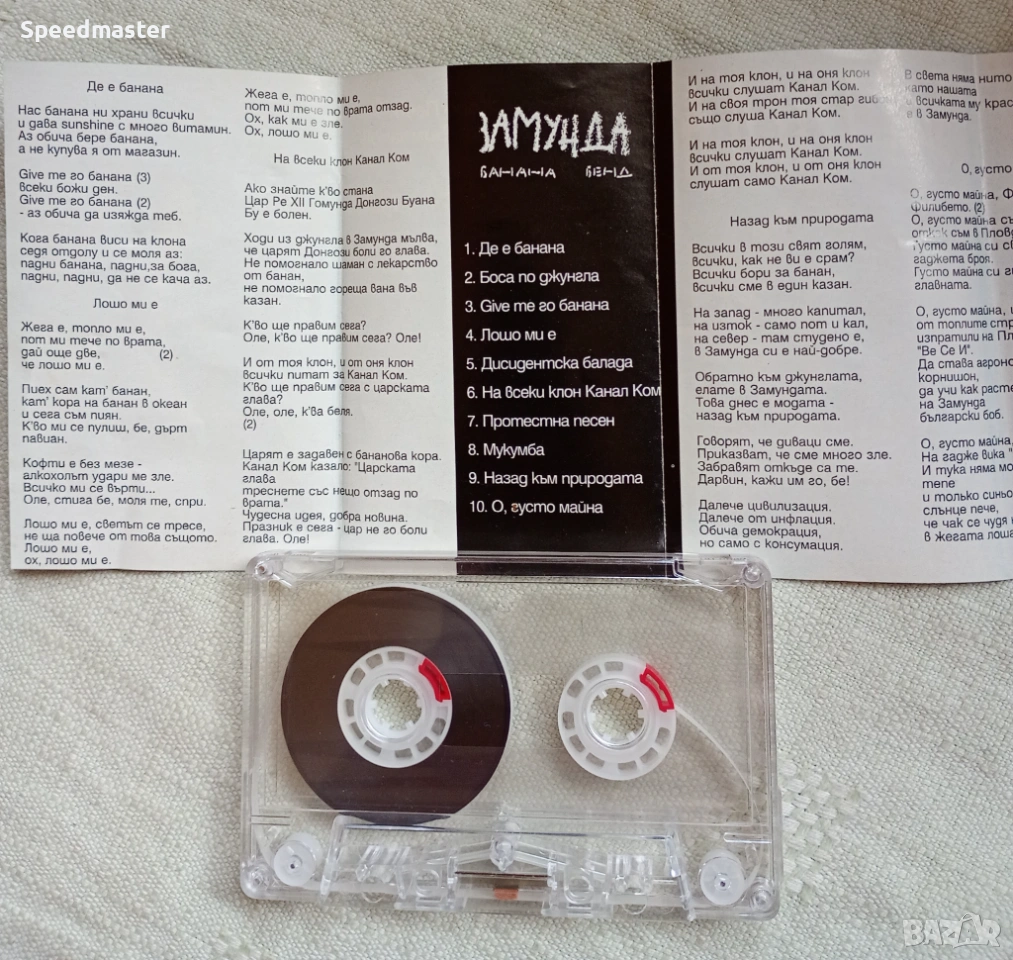 Speedmaster
Де е банана
Нас банана ни храни всички
и дава sunshine с много витамин.
Аз обича бере банана,
а не купува я от магазин.
Give me го банана (3)
всеки божи ден.
Give me го банана (2)
- аз обича да изяжда теб.
Кога банана виси на клона
седя отдолу и се моля аз:
падни банана, падни,за бога,
падни, падни, да не се кача аз.
Лошо ми е
Жега е, топло ми е,
пот ми тече по врата,
дай още две, (2)
че лошо ми е.
Пиех сам кат' банан,
кат' кора на банан в океан
и сега съм пиян.
К'во ми се пулиш, бе, дърт
павиан.
Кофти е без мезе -
алкохолът удари ме зле.
Всичко ми се върти...
Оле, стига бе, моля те, спри.
Лошо ми е, светът се тресе,
не ща повече от това същото.
Лошо ми е,
ох, лошо ми е.
Жега е, топло ми е,
пот ми тече по врата отзад.
Ох, как ми е зле.
Ох, лошо ми е.
На всеки клон Канал Ком
Ако знайте к'во стана
Цар Ре XII Гомунда Донгози Буана
Бу е болен.
Ходи из джунгла в Замунда мълва,
че царят Донгози боли го глава.
Не помогнало шаман с лекарство
от банан,
не помогнало гореща вана във
казан.
К'во ще правим сега?
Оле, к'во ще правим сега? Оле!
И от тоя клон, и от оня клон
всички питат за Канал Ком.
К'во ще правим сега с царската
глава?
Оле, оле, к'ва беля.
(2)
Царят е задавен с бананова кора.
Канал Ком казало: "Царската
глава
треснете със нещо отзад по
врата."
Чудесна идея, добра новина.
Празник е сега - цар не го боли
глава. Оле!
ЗАМУНДА
БАНАНА БЕНД
1. Де е банана
2. Боса по джунгла
3. Give me го банана
4. Лошо ми е
5. Дисидентска балада
6. На всеки клон Канал Ком
7. Протестна песен
8. Мукумба
9. Назад към природата
10. О, густо майна
И на тоя клон, и на оня клон
всички слушат Канал Ком.
И на своя трон тоя стар гибон
също слуша Канал Ком.
И на тоя клон, и на оня клон
всички слушат Канал Ком.
И от тоя клон, и от оня клон
слушат само Канал Ком.
Назад към природата
Всички в този свят голям,
всички, как не ви е срам?
Всички бори за банан,
всички сме в един казан.
На запад - много капитал,
на изток - само пот и кал,
на север - там студено е,
в Замунда си е най-добре.
Обратно към джунглата,
елате в Замундата.
Това днес е модата -
назад към природата.
Говорят, че диваци сме.
Приказват, че сме много зле.
Забравят откъде са те.
Дарвин, кажи им го, бе!
Далече цивилизация.
Далече от инфлация.
Обича демокрация,
но само с консумация.
В света няма нито
като нашата
и всичката му крас
е в Замунда.
О, густо
О, густо майна, Ф
Филибето. (2)
О, густо майна съ
откак съм в Плов
Густо майна си с
гаджета броя.
Густо майна си г
главната.
О, густо майна,
от топлите стр
изпратили на Пл
"Ве Се И".
Да става агроно
корнишон,
да учи как расте
на Замунда
български боб.
О, густо майна,
На гадже вика "
И тука няма мо
тепе
и только синьо
слънце пече,
че чак се чудя
в жегата лоша
BAZAR